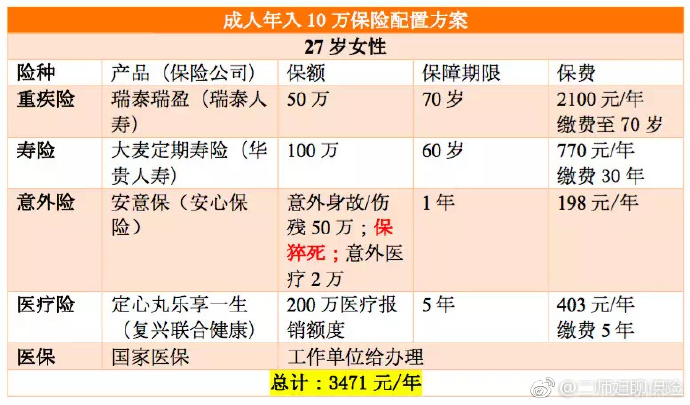 成人年入 10 万保险配置方案
27 岁女性
险种 产品（保险公司） 保额 保障期限 保费
重疾险 瑞泰瑞盈（瑞泰人 50 万 70 岁 2100 元/年
寿） 缴费至 70 岁
寿险 大麦定期寿险（华 100 万 60 岁 770 元/年
贵人寿） 缴费 30 年
意外险 安意保（安心保 意外身故/伤 1 年 198 元/年
险） 残 50 万；保
猝死；意外医
疗 2 万
医疗险 定心丸乐享一生 200 万医疗报 5 年 403 元/年
（复兴联合健康） 销额度 缴费 5 年
医保 国家医保 工作单位给办理
总计：3471 元/年
@二师妇聊保险